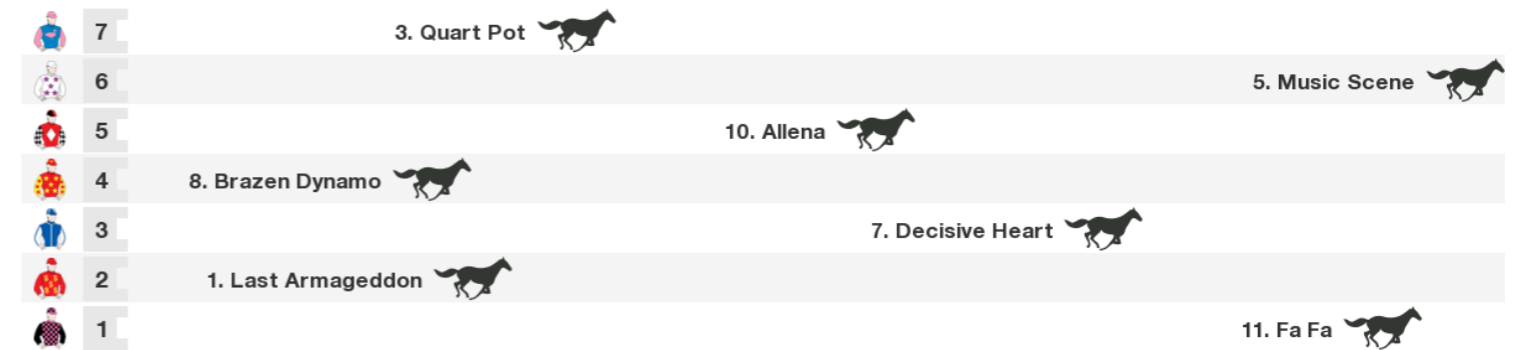 7 3. Quart Pot
6 5. Music Scene
5 10. Allena
4 8. Brazen Dynamo
3 7. Decisive Heart
2 1. Last Armageddon
1 11. Fa Fa